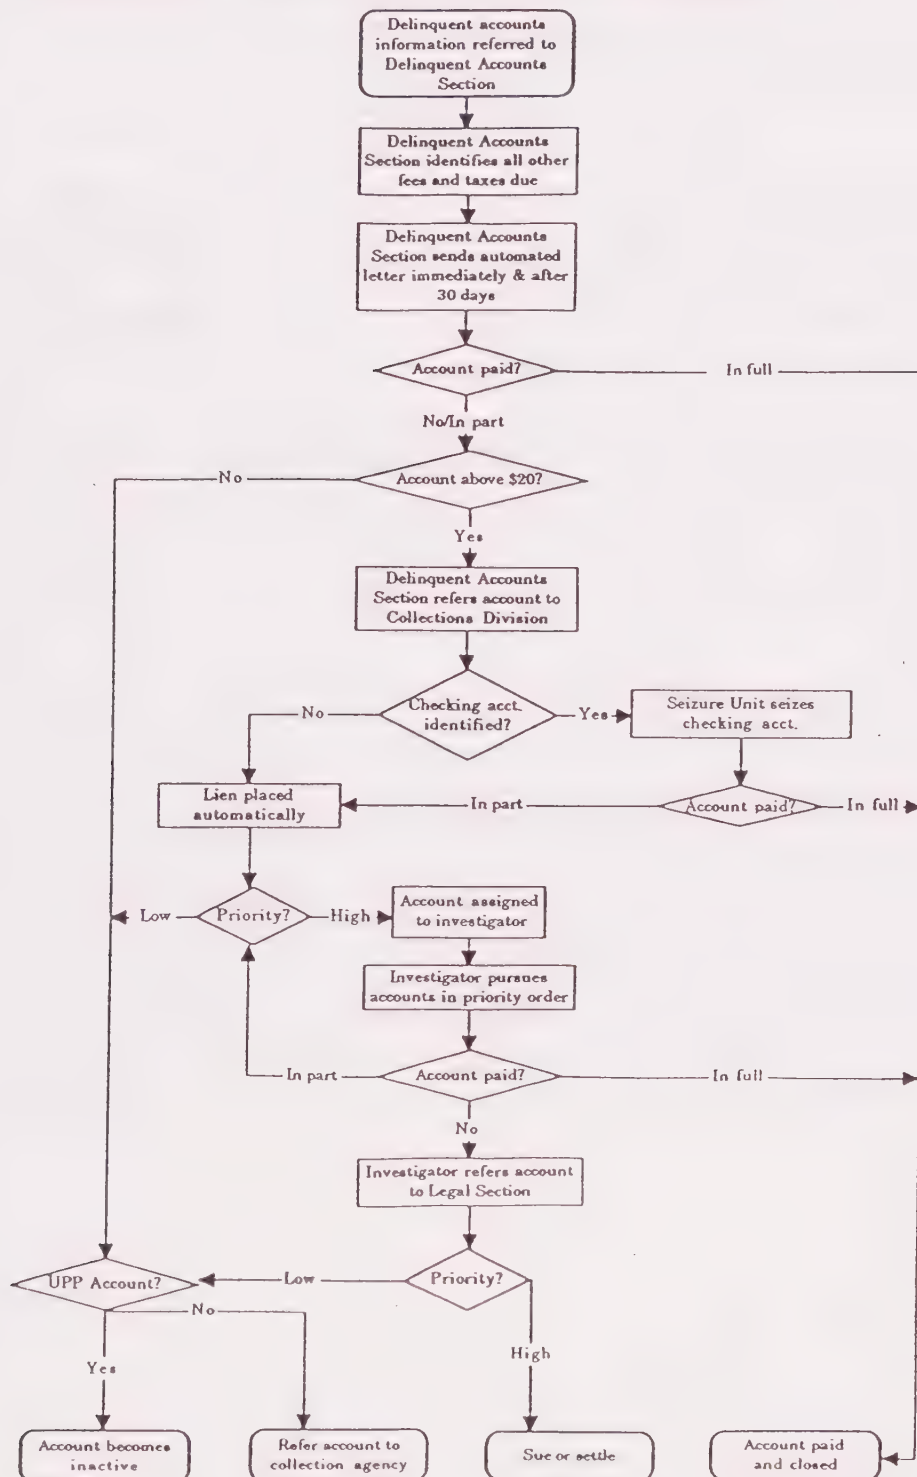 Delinquent accounts
information referred to
Delinquent Accounts
Section
Delinquent Accounts
Section identifies all other
fees and taxes due
Delinquent Accounts
Section sends automated
letter immediately & after
30 days
Account paid?
In full
No/In part
No
Account above $20?
Yes
Delinquent Accounts
Section refers account to
Collections Division
No
Checking acct.
identified?
Yes
Seizure Unit seizes
checking acct.
Lien placed
automatically
In part
Account paid?
In full
Low
Priority?
High
Account assigned
to investigator
Investigator pursues
accounts in priority order
In part
Account paid?
In full
No
Investigator refers account
to Legal Section
UPP Account?
Low
Priority?
No
Yes
High
Account becomes
inactive
Refer account to
collection agency
Sue or settle
Account paid
and closed